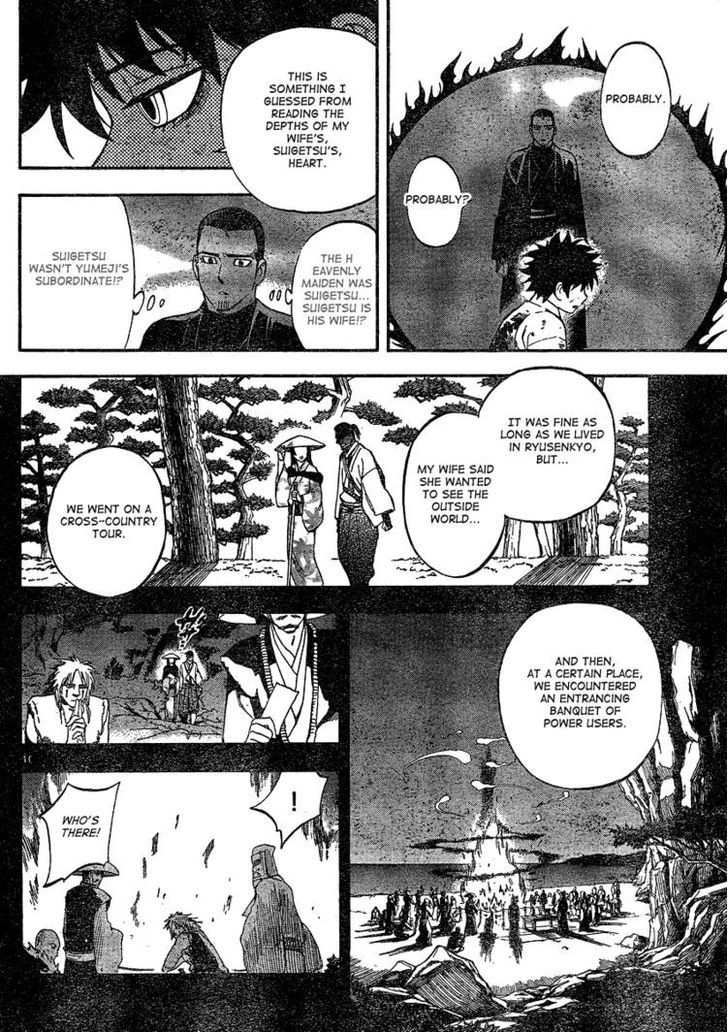 PROBABLY.
PROBABLY?
THIS IS
SOMETHING I
GUESSED FROM
READING THE
DEPTHS OF MY
WIFE'S,
SUIGETSU'S,
HEART.
THE H
EAVENLY
MAIDEN WAS
SUIGETSU...
SUIGETSU IS
HIS WIFE!?
SUIGETSU
WASN'T YUMEJI'S
SUBORDINATE!?
IT WAS FINE AS
LONG AS WE LIVED
IN RYUSENKYO,
BUT...
MY WIFE SAID
SHE WANTED
TO SEE THE
OUTSIDE
WORLD...
WE WENT ON A
CROSS-COUNTRY
TOUR.
AND THEN,
AT A CERTAIN PLACE,
WE ENCOUNTERED
AN ENTRANCING
BANQUET OF
POWER USERS.
!
WHO'S
THERE!